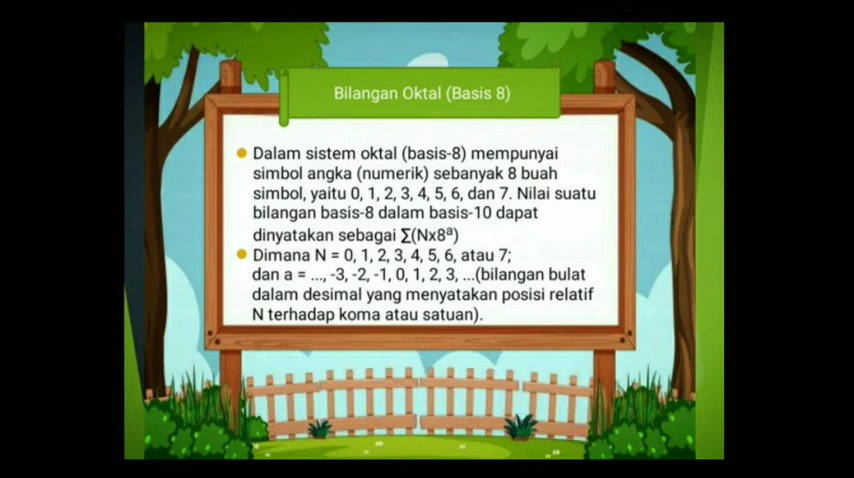 Bilangan Oktal (Basis 8)
Dalam sistem oktal (basis-8) mempunyai
simbol angka (numerik) sebanyak 8 buah
simbol, yaitu 0, 1, 2, 3, 4, 5, 6, dan 7. Nilai suatu
bilangan basis-8 dalam basis-10 dapat
dinyatakan sebagai ∑(Nx8ᵃ)
Dimana N = 0, 1, 2, 3, 4, 5, 6, atau 7;
dan a = ..., -3, -2, -1, 0, 1, 2, 3, ...(bilangan bulat
dalam desimal yang menyatakan posisi relatif
N terhadap koma atau satuan).